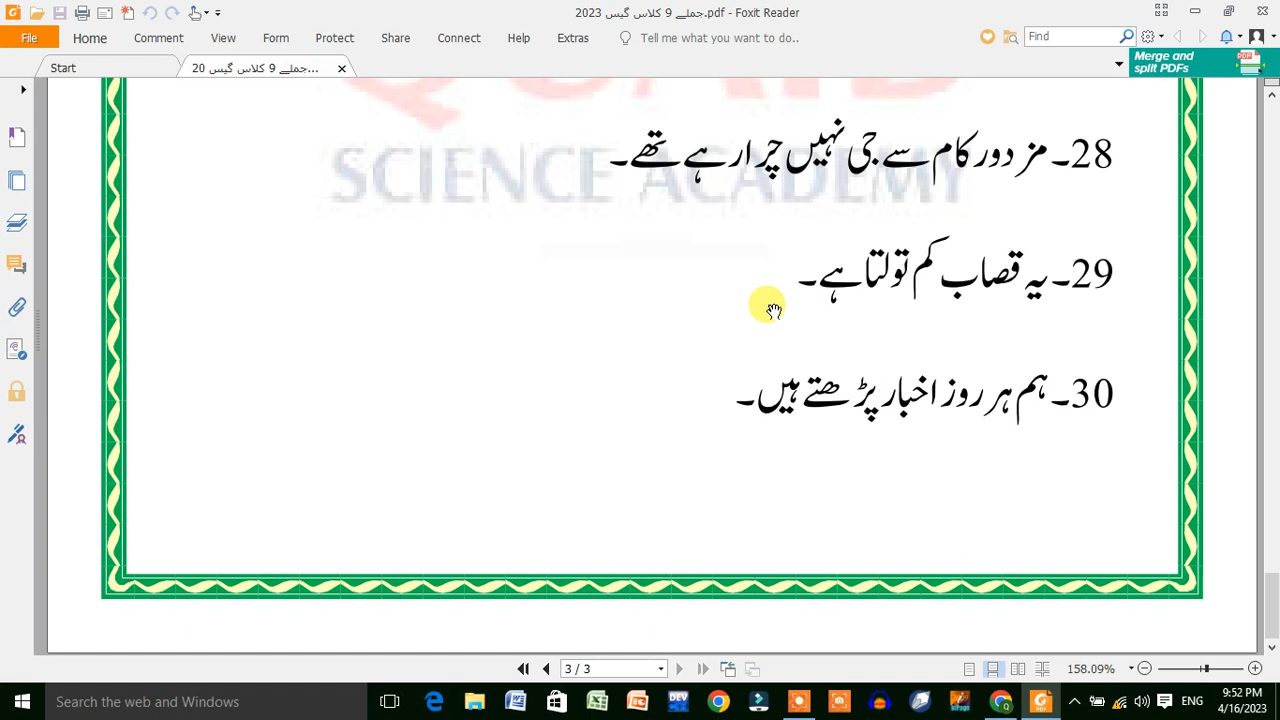 جملے 9 کلاس گیس 2023.pdf - Foxit Reader
File Home Comment View Form Protect Share Connect Help Extras Tell me what you want to do.. Find
Start جملے 9 کلاس گیس 20... Merge and split PDFs
SCIENCE ACADEMY
28۔ مزدور کام سے جی نہیں چرا رہے تھے۔
29۔ یہ قصاب کم تولتا ہے۔
30۔ ہم ہر روز اخبار پڑھتے ہیں۔
3 / 3 158.09%
Search the web and Windows ENG 9:52 PM
4/16/2023